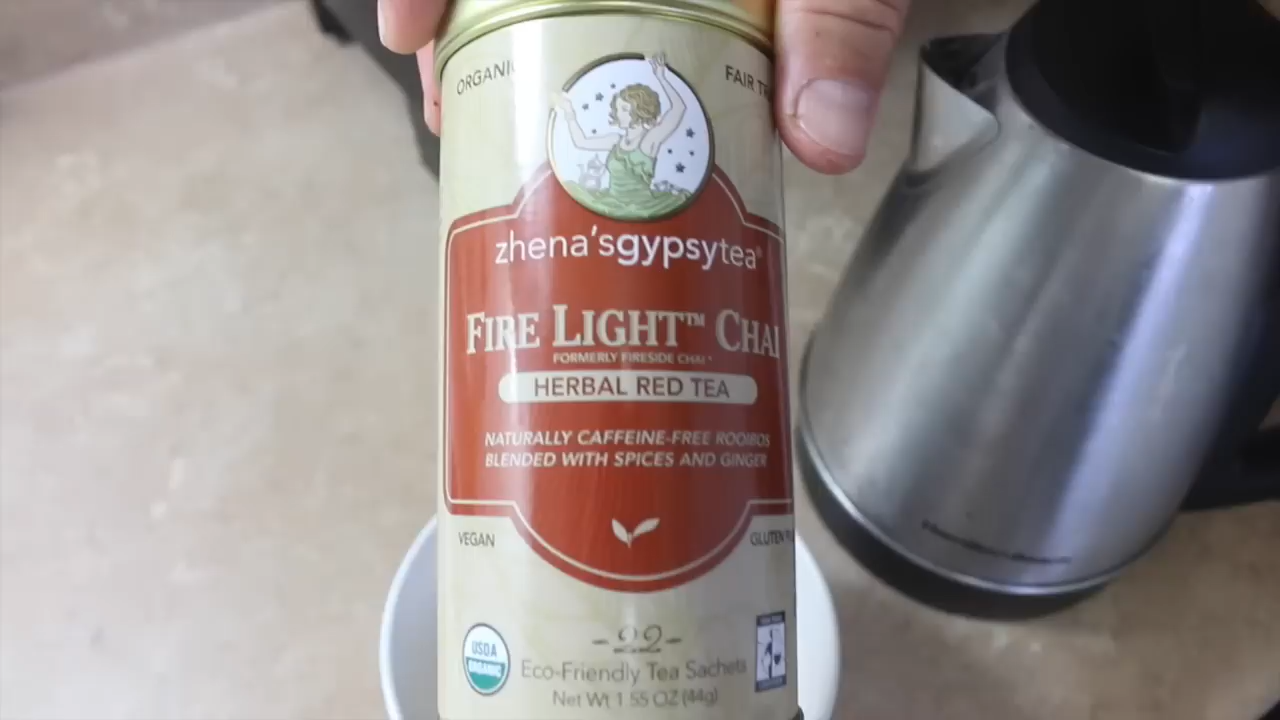 ORGANIC
FAIR TR
zhena'sgypsytea®
FIRE LIGHT™ CHAI
FORMERLY FIRESIDE CHAI
HERBAL RED TEA
NATURALLY CAFFEINE-FREE ROOIBOS
BLENDED WITH SPICES AND GINGER
VEGAN
GLUTEN
USDA
ORGANIC
-22-
Eco-Friendly Tea Sachets
Net Wt 1.55 OZ (44g)